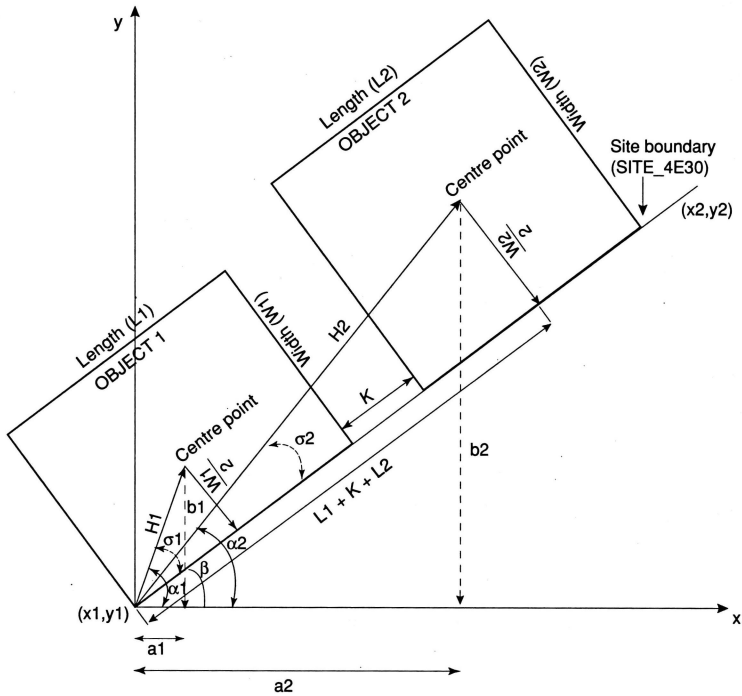 y
Length (L2)
OBJECT 2
Width (W2)
Site boundary
(SITE_4E30)
Centre point
(x2,y2)
W2
2
Length (L1)
OBJECT 1
Width (W1)
H2
K
Centre point
σ2
W1
2
b2
L1 + K + L2
H1
b1
σ1
α2
β
α1
(x1,y1)
x
a1
a2